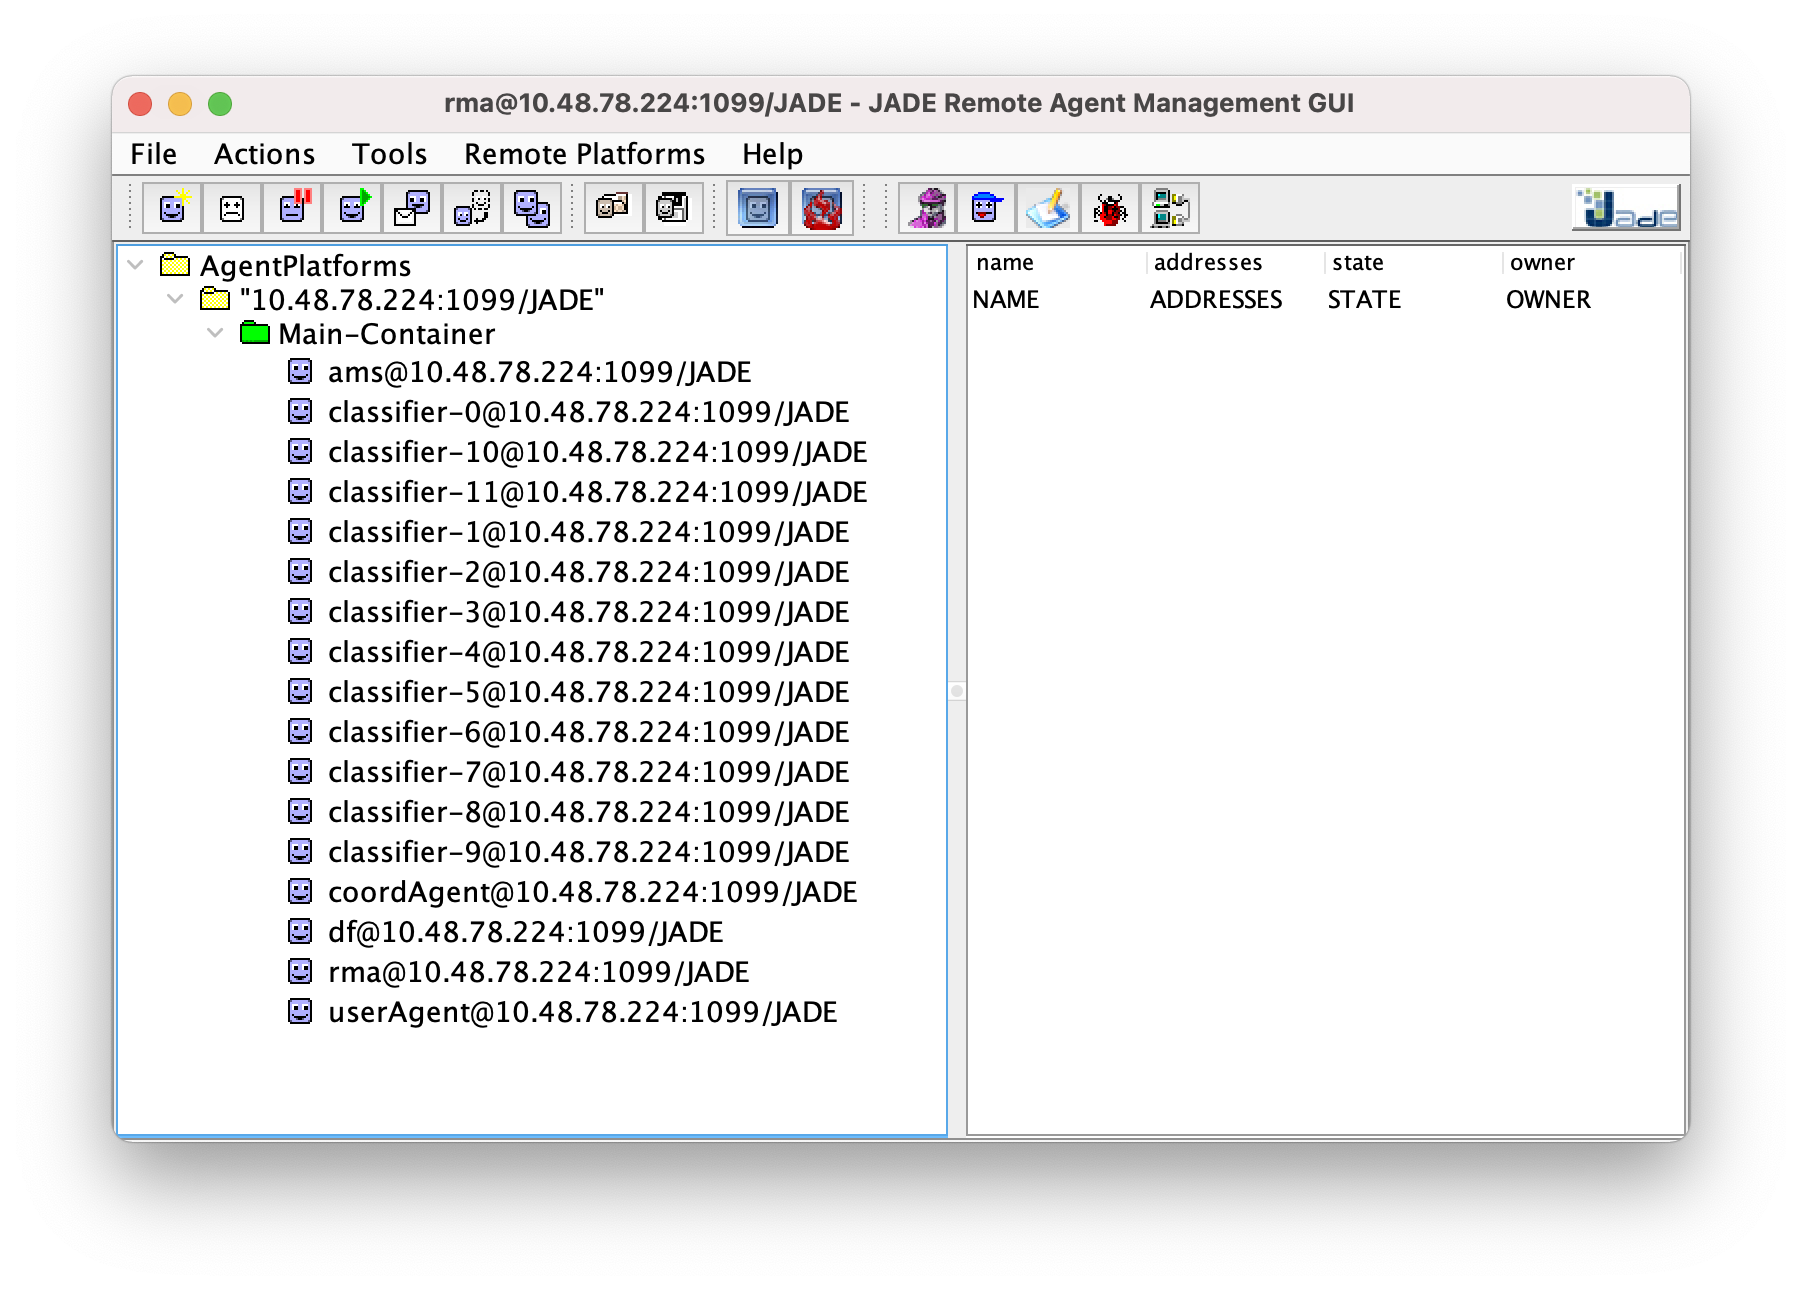 rma@10.48.78.224:1099/JADE - JADE Remote Agent Management GUI
File Actions Tools Remote Platforms Help
Jade
AgentPlatforms
"10.48.78.224:1099/JADE"
Main-Container
ams@10.48.78.224:1099/JADE
classifier-0@10.48.78.224:1099/JADE
classifier-10@10.48.78.224:1099/JADE
classifier-11@10.48.78.224:1099/JADE
classifier-1@10.48.78.224:1099/JADE
classifier-2@10.48.78.224:1099/JADE
classifier-3@10.48.78.224:1099/JADE
classifier-4@10.48.78.224:1099/JADE
classifier-5@10.48.78.224:1099/JADE
classifier-6@10.48.78.224:1099/JADE
classifier-7@10.48.78.224:1099/JADE
classifier-8@10.48.78.224:1099/JADE
classifier-9@10.48.78.224:1099/JADE
coordAgent@10.48.78.224:1099/JADE
df@10.48.78.224:1099/JADE
rma@10.48.78.224:1099/JADE
userAgent@10.48.78.224:1099/JADE
name addresses state owner
NAME ADDRESSES STATE OWNER